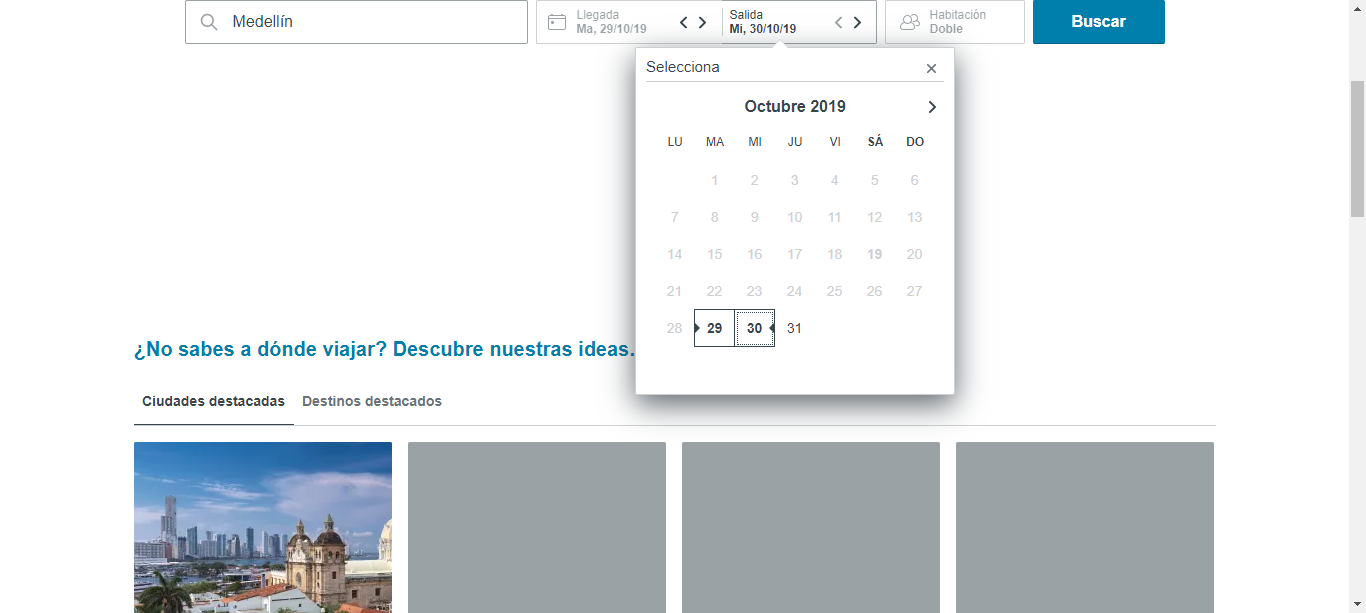 Medellín
Llegada
Ma, 29/10/19
Salida
Mi, 30/10/19
Habitación
Doble
Buscar
Selecciona
Octubre 2019
LU MA MI JU VI SÁ DO
1 2 3 4 5 6
7 8 9 10 11 12 13
14 15 16 17 18 19 20
21 22 23 24 25 26 27
28 29 30 31
¿No sabes a dónde viajar? Descubre nuestras ideas.
Ciudades destacadas Destinos destacados